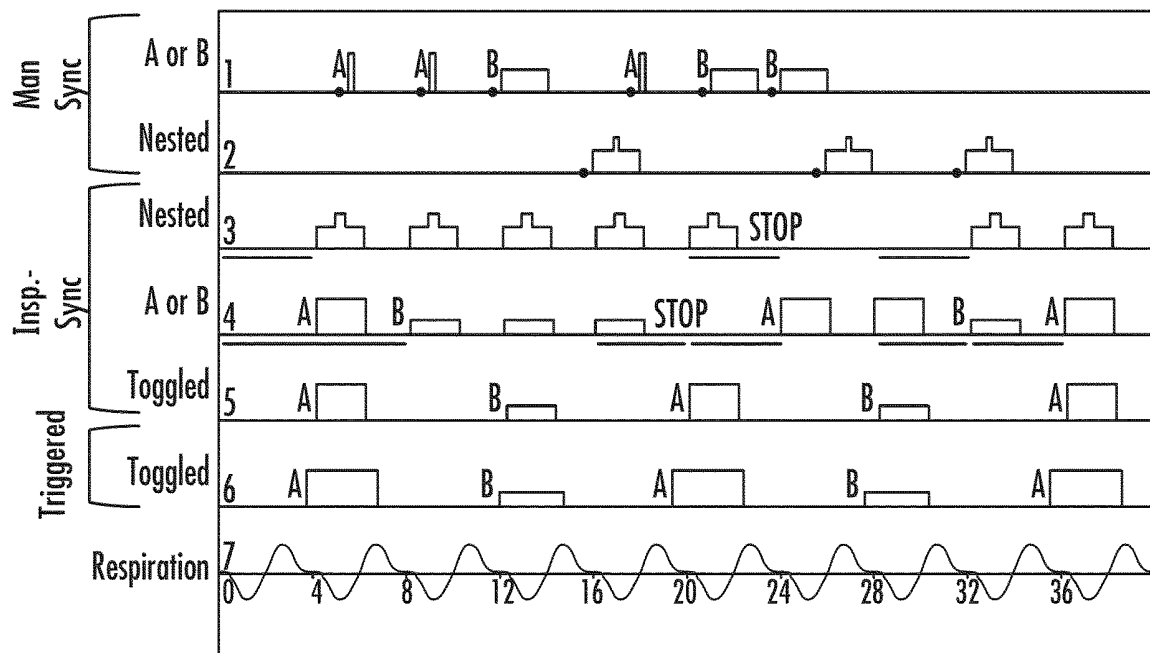 Man Sync
A or B
1
A A B A B B
Nested
2
Insp.- Sync
Nested
3
STOP
A or B
4
A B STOP A B A
Toggled
5
A B A B A
Triggered
Toggled
6
A B A B A
Respiration
7
0 4 8 12 16 20 24 28 32 36